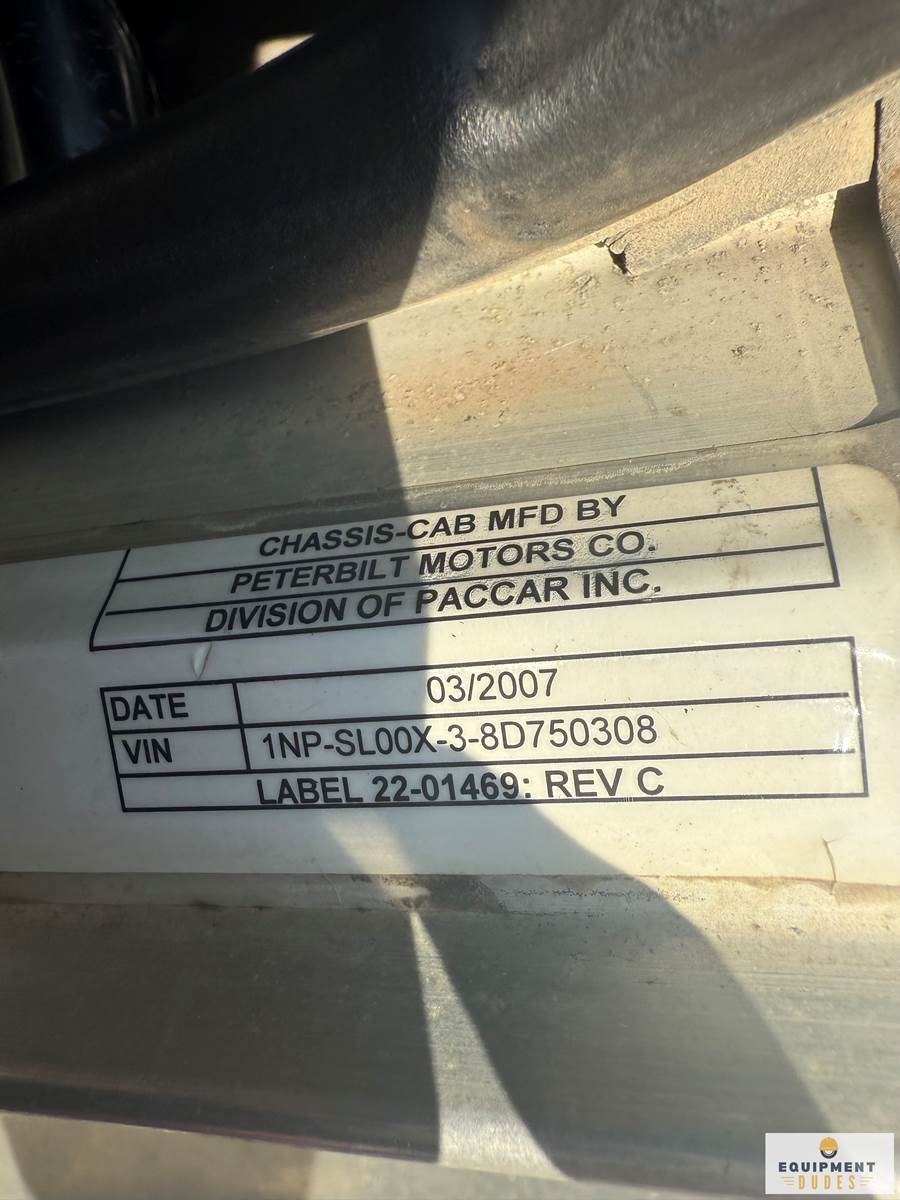 CHASSIS-CAB MFD BY
PETERBILT MOTORS CO.
DIVISION OF PACCAR INC.
DATE 03/2007
VIN 1NP-SL00X-3-8D750308
LABEL 22-01469: REV C
EQUIPMENT
DUDES